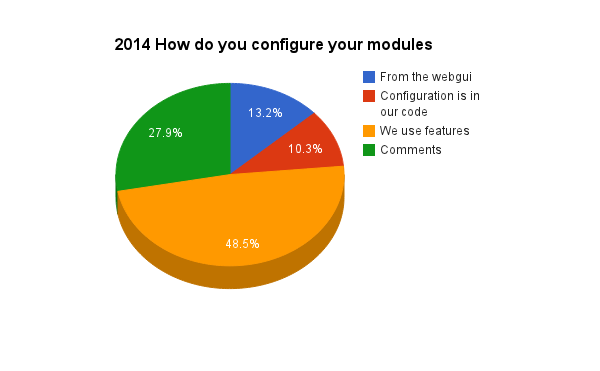 2014 How do you configure your modules
From the webgui
Configuration is in
our code
We use features
Comments
13.2%
10.3%
27.9%
48.5%